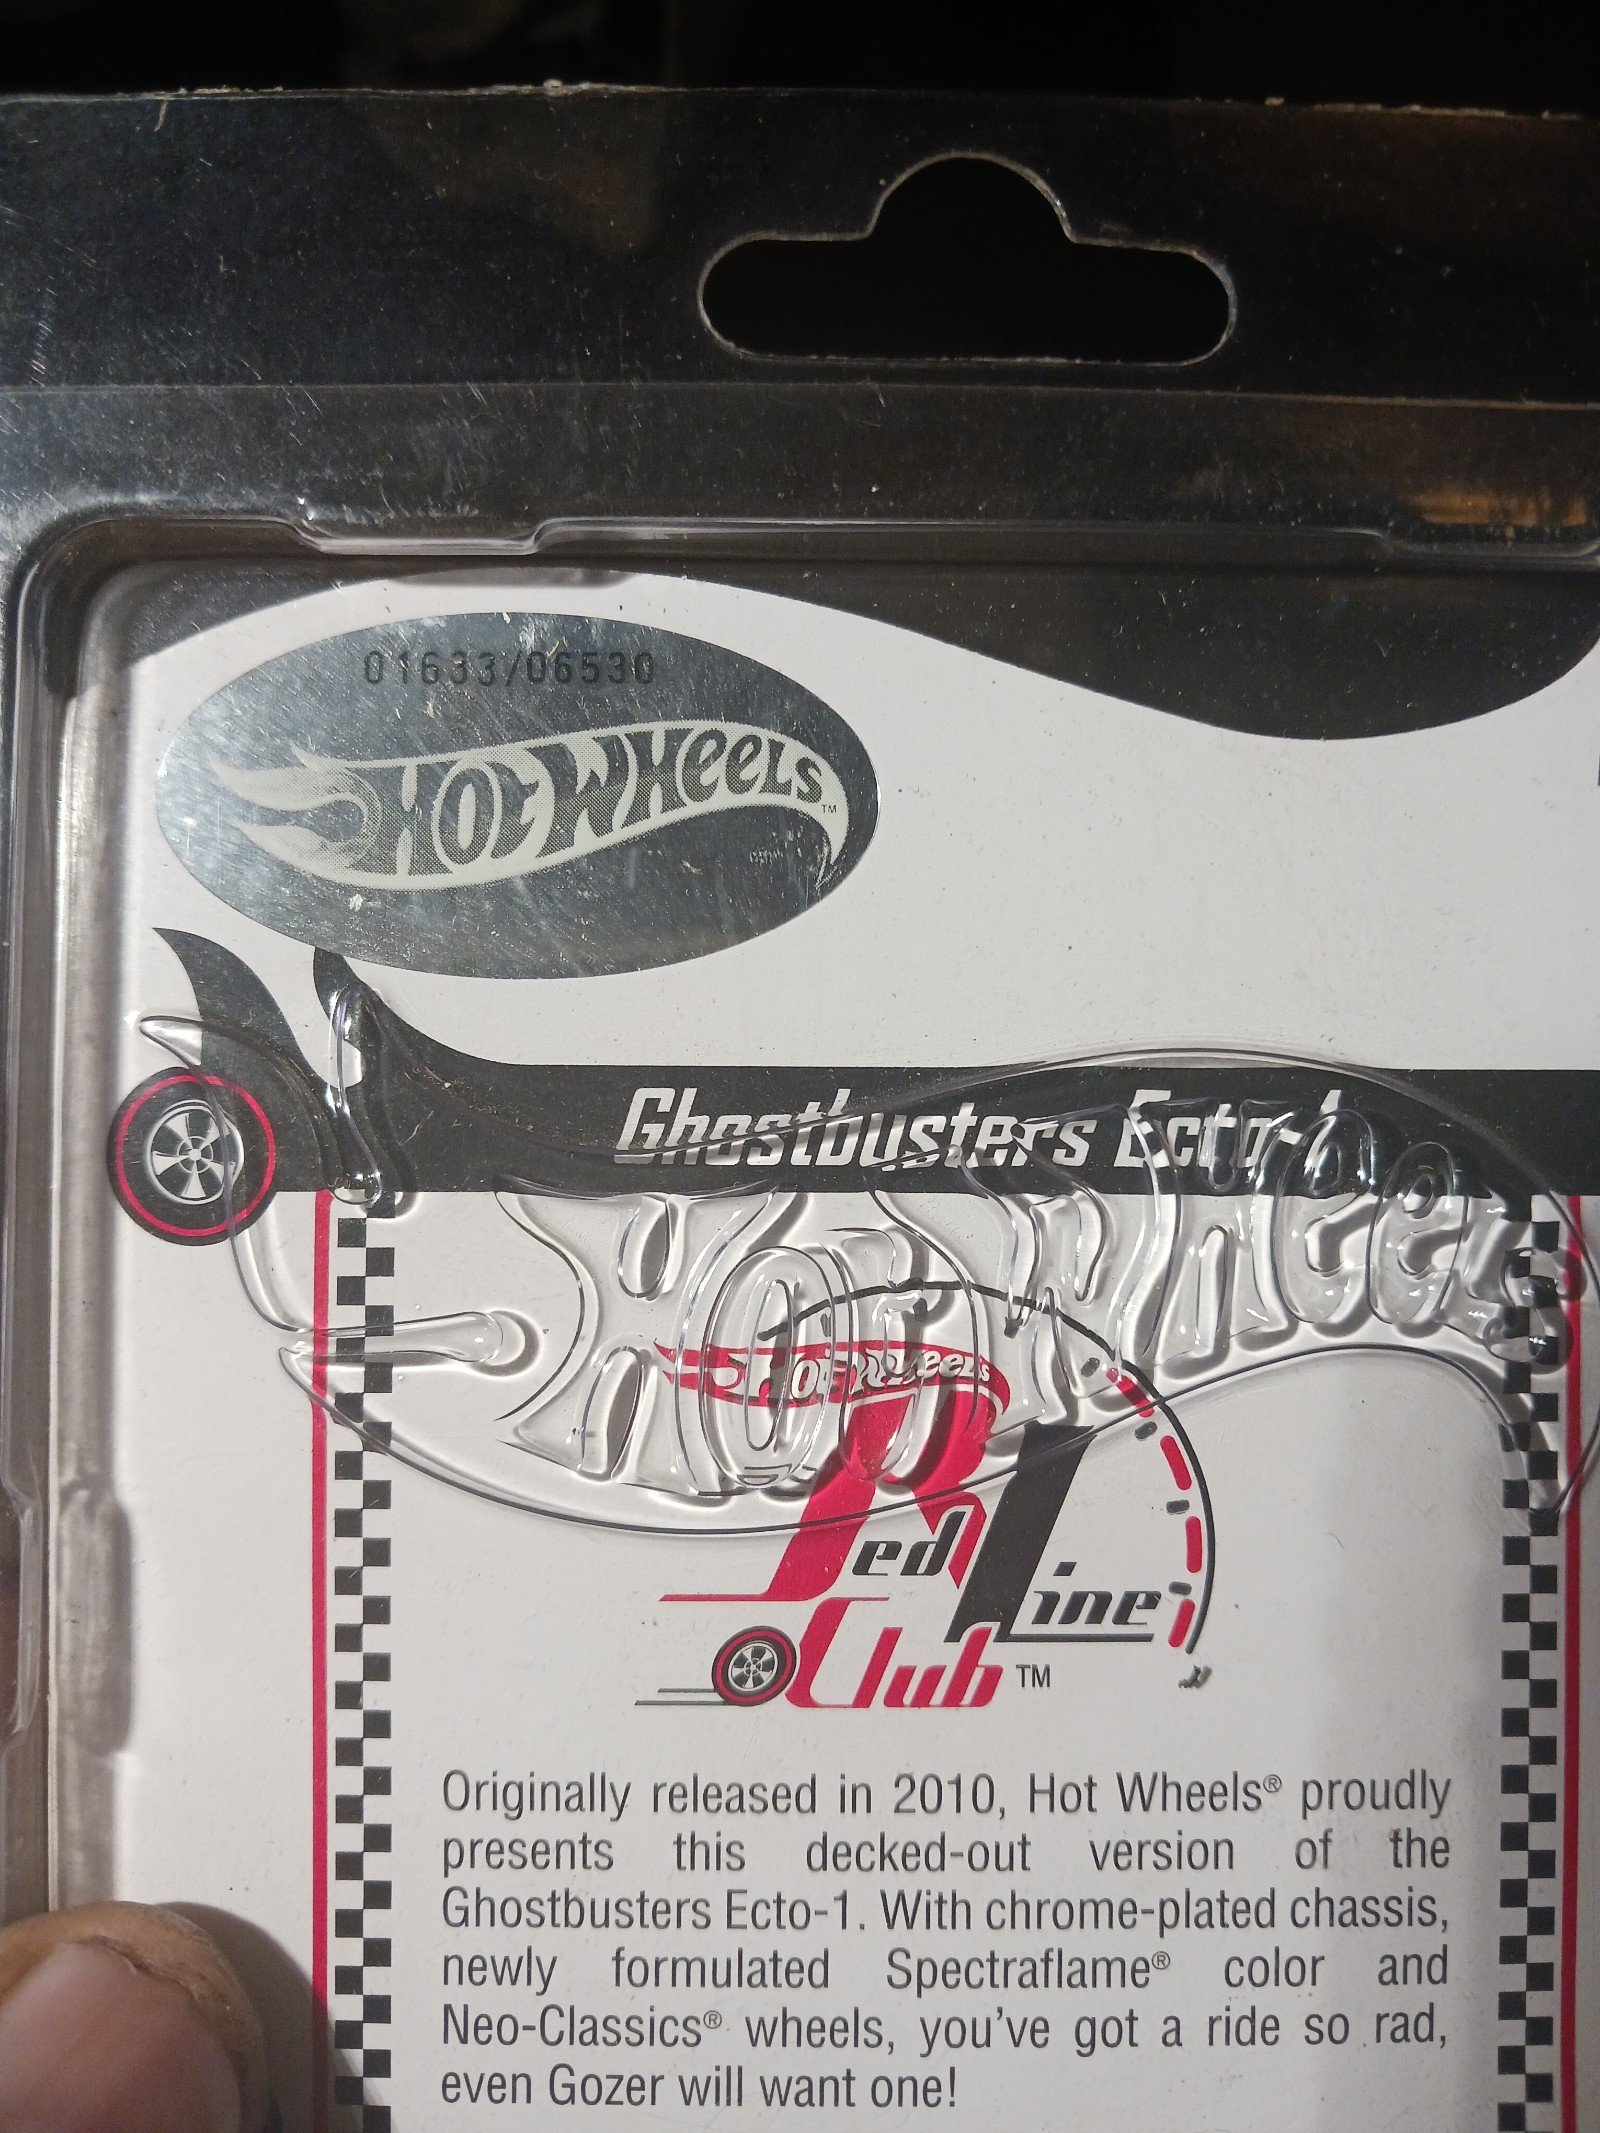 01633/06530
HOT WHEELS™
Ghostbusters Ecto-1
HOT WHEELS
HOT WHEELS
Red Line
Club™
Originally released in 2010, Hot Wheels® proudly
presents this decked-out version of the
Ghostbusters Ecto-1. With chrome-plated chassis,
newly formulated Spectraflame® color and
Neo-Classics® wheels, you've got a ride so rad,
even Gozer will want one!